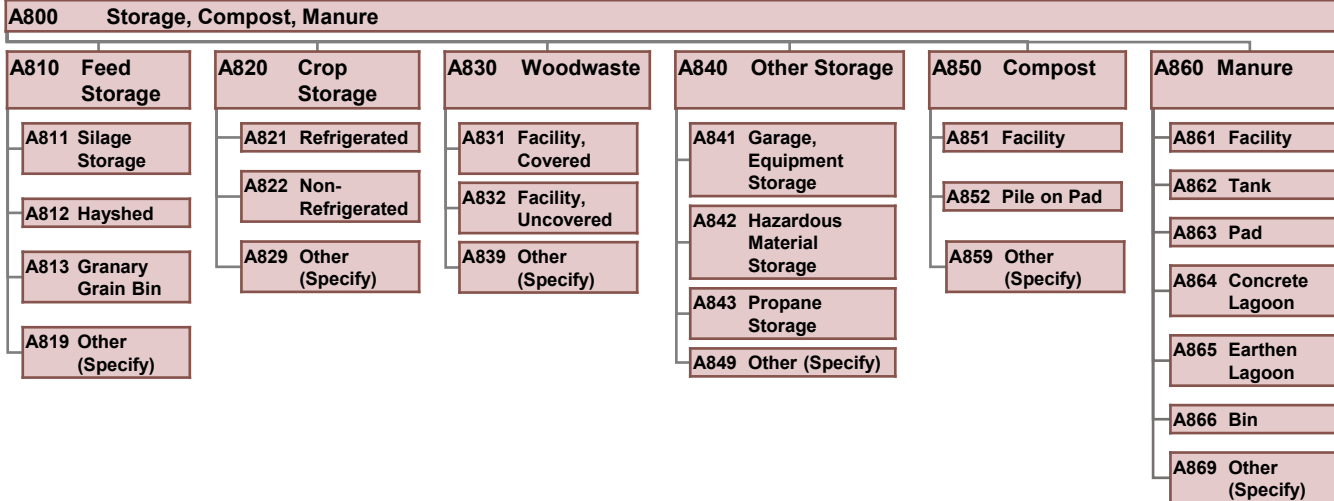 A800 Storage, Compost, Manure
A810 Feed
Storage
A811 Silage
Storage
A812 Hayshed
A813 Granary
Grain Bin
A819 Other
(Specify)
A820 Crop
Storage
A821 Refrigerated
A822 Non-
Refrigerated
A829 Other
(Specify)
A830 Woodwaste
A831 Facility,
Covered
A832 Facility,
Uncovered
A839 Other
(Specify)
A840 Other Storage
A841 Garage,
Equipment
Storage
A842 Hazardous
Material
Storage
A843 Propane
Storage
A849 Other (Specify)
A850 Compost
A851 Facility
A852 Pile on Pad
A859 Other
(Specify)
A860 Manure
A861 Facility
A862 Tank
A863 Pad
A864 Concrete
Lagoon
A865 Earthen
Lagoon
A866 Bin
A869 Other
(Specify)